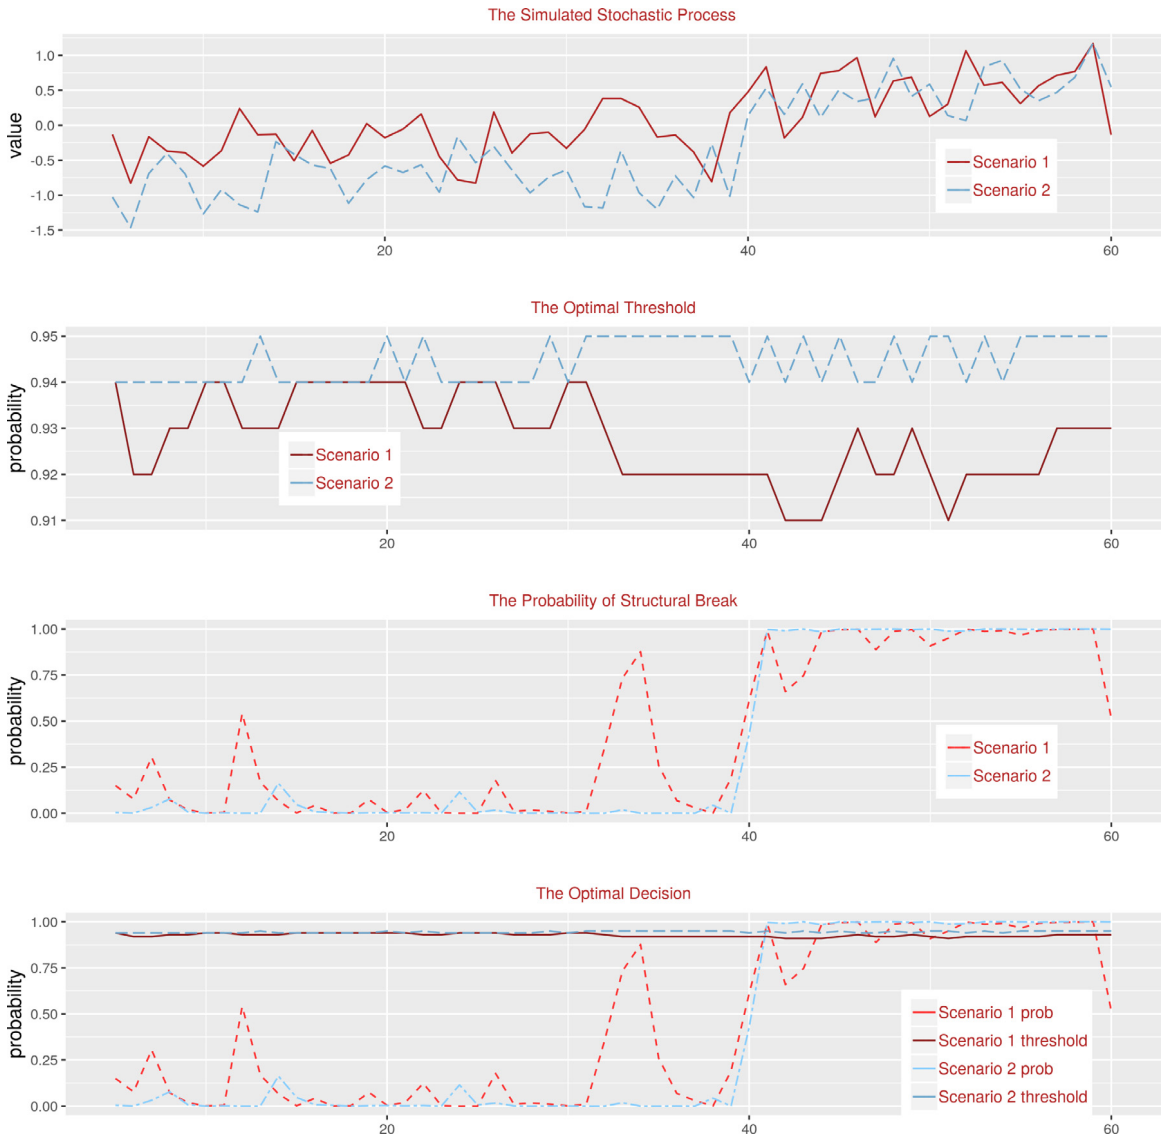 The Simulated Stochastic Process
value
1.0
0.5
0.0
-0.5
-1.0
-1.5
Scenario 1
Scenario 2
20
40
60
The Optimal Threshold
probability
0.95
0.94
0.93
0.92
0.91
Scenario 1
Scenario 2
20
40
60
The Probability of Structural Break
probability
1.00
0.75
0.50
0.25
0.00
Scenario 1
Scenario 2
20
40
60
The Optimal Decision
probability
1.00
0.75
0.50
0.25
0.00
Scenario 1 prob
Scenario 1 threshold
Scenario 2 prob
Scenario 2 threshold
20
40
60